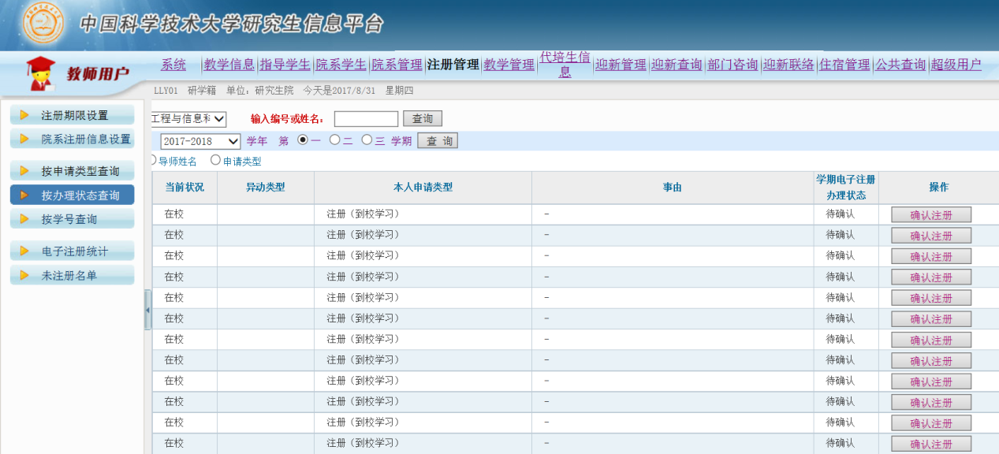 中国科学技术大学研究生信息平台
教师用户
系统 教学信息 指导学生 院系学生 院系管理 注册管理 教学管理 代培生信息 迎新管理 迎新查询 部门咨询 迎新联络 住宿管理 公共查询 超级用户
LLY01 研学籍 单位：研究生院 今天是2017/8/31 星期四
注册期限设置
院系注册信息设置
按申请类型查询
按办理状态查询
按学号查询
电子注册统计
未注册名单
工程与信息科 输入编号或姓名： 查询
2017-2018 学年 第 一 二 三 学期 查 询
导师姓名 申请类型
当前状况 异动类型 本人申请类型 事由 学期电子注册办理状态 操作
在校 注册（到校学习） - 待确认 确认注册
在校 注册（到校学习） - 待确认 确认注册
在校 注册（到校学习） - 待确认 确认注册
在校 注册（到校学习） - 待确认 确认注册
在校 注册（到校学习） - 待确认 确认注册
在校 注册（到校学习） - 待确认 确认注册
在校 注册（到校学习） - 待确认 确认注册
在校 注册（到校学习） - 待确认 确认注册
在校 注册（到校学习） - 待确认 确认注册
在校 注册（到校学习） - 待确认 确认注册
在校 注册（到校学习） - 待确认 确认注册
在校 注册（到校学习） - 待确认 确认注册